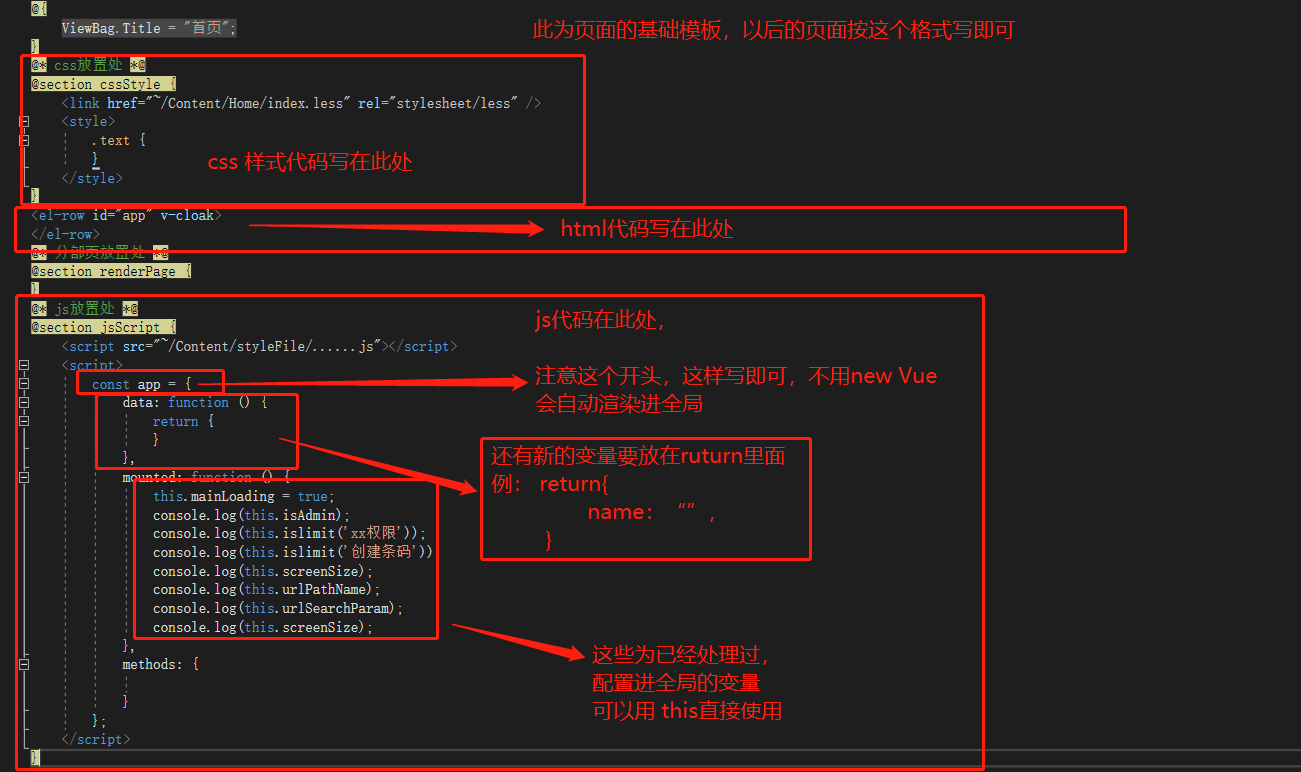 @{
ViewBag.Title = "首页";
此为页面的基础模板，以后的页面按这个格式写即可
}
@* css放置处 *@
@section cssStyle {
<link href="~/Content/Home/index.less" rel="stylesheet/less" />
<style>
.text {
}
css 样式代码写在此处
</style>
}
<el-row id="app" v-cloak>
html代码写在此处
</el-row>
@* 分部页放置处 *@
@section renderPage {
}
@* js放置处 *@
js代码在此处，
@section jsScript {
<script src="~/Content/styleFile/......js"></script>
<script>
const app = {
注意这个开头，这样写即可，不用new Vue
会自动渲染进全局
data: function () {
return {
}
},
还有新的变量要放在ruturn里面
例： return{
name： “”，
}
mounted: function () {
this.mainLoading = true;
console.log(this.isAdmin);
console.log(this.islimit('xx权限'));
console.log(this.islimit('创建条码'))
console.log(this.screenSize);
console.log(this.urlPathName);
console.log(this.urlSearchParam);
console.log(this.screenSize);
},
这些为已经处理过，
配置进全局的变量
可以用 this直接使用
methods: {
}
};
</script>
}